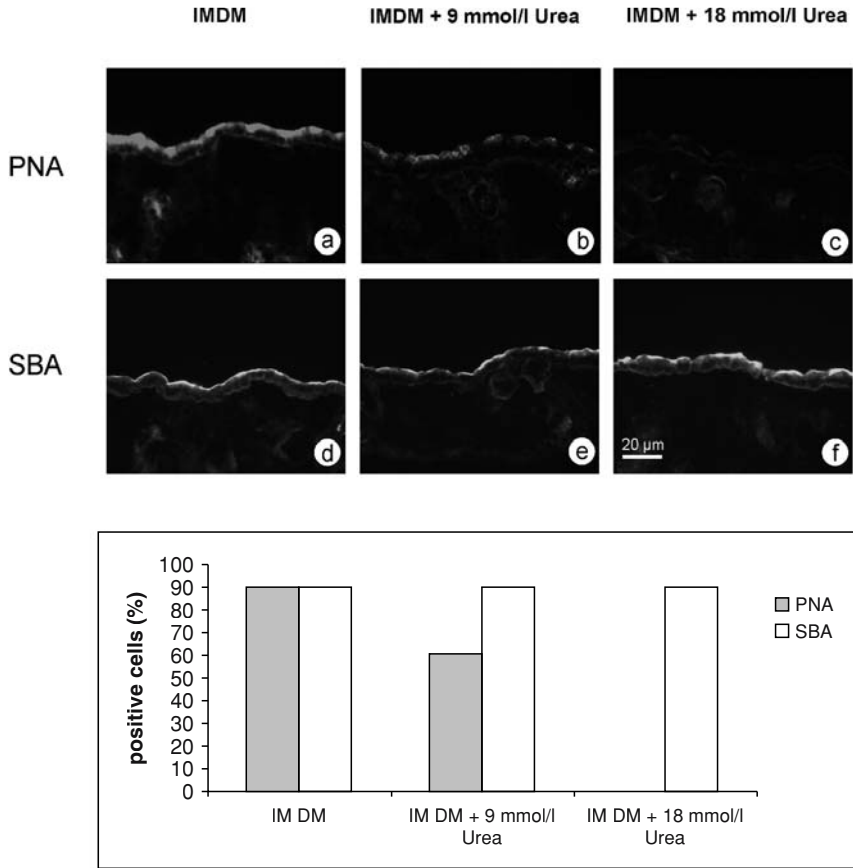 IMDM
IMDM + 9 mmol/l Urea
IMDM + 18 mmol/l Urea
PNA
a
b
c
SBA
d
e
20 µm
f
positive cells (%)
100
90
80
70
60
50
40
30
20
10
0
IM DM
IM DM + 9 mmol/l
Urea
IM DM + 18 mmol/l
Urea
PNA
SBA